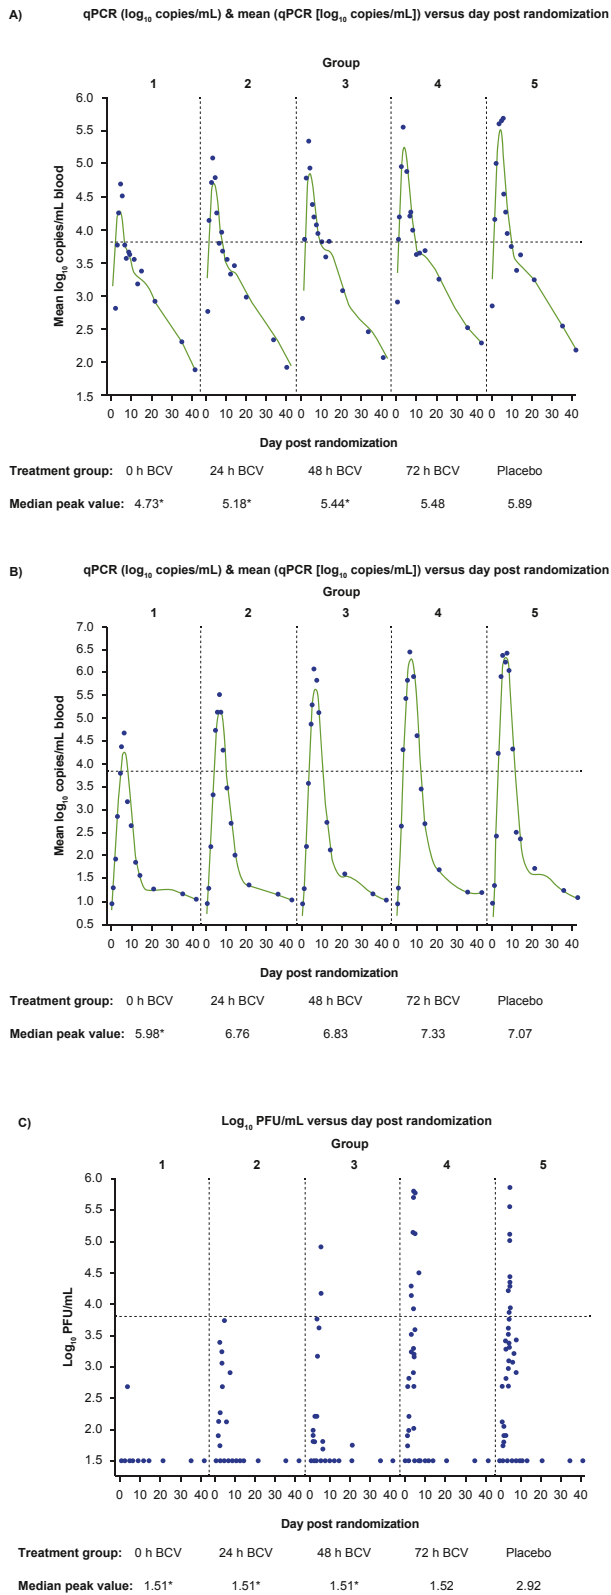 A) qPCR (log10 copies/mL) & mean (qPCR [log10 copies/mL]) versus day post randomization
Group
1 2 3 4 5
Mean log10 copies/mL blood
6.0
5.5
5.0
4.5
4.0
3.5
3.0
2.5
2.0
1.5
0 10 20 30 40 0 10 20 30 40 0 10 20 30 40 0 10 20 30 40 0 10 20 30 40
Day post randomization
Treatment group: 0 h BCV 24 h BCV 48 h BCV 72 h BCV Placebo
Median peak value: 4.73* 5.18* 5.44* 5.48 5.89
B) qPCR (log10 copies/mL) & mean (qPCR [log10 copies/mL]) versus day post randomization
Group
1 2 3 4 5
Mean log10 copies/mL blood
7.0
6.5
6.0
5.5
5.0
4.5
4.0
3.5
3.0
2.5
2.0
1.5
1.0
0.5
0 10 20 30 40 0 10 20 30 40 0 10 20 30 40 0 10 20 30 40 0 10 20 30 40
Day post randomization
Treatment group: 0 h BCV 24 h BCV 48 h BCV 72 h BCV Placebo
Median peak value: 5.98* 6.76 6.83 7.33 7.07
C) Log10 PFU/mL versus day post randomization
Group
1 2 3 4 5
Log10 PFU/mL
6.0
5.5
5.0
4.5
4.0
3.5
3.0
2.5
2.0
1.5
0 10 20 30 40 0 10 20 30 40 0 10 20 30 40 0 10 20 30 40 0 10 20 30 40
Day post randomization
Treatment group: 0 h BCV 24 h BCV 48 h BCV 72 h BCV Placebo
Median peak value: 1.51* 1.51* 1.51* 1.52 2.92